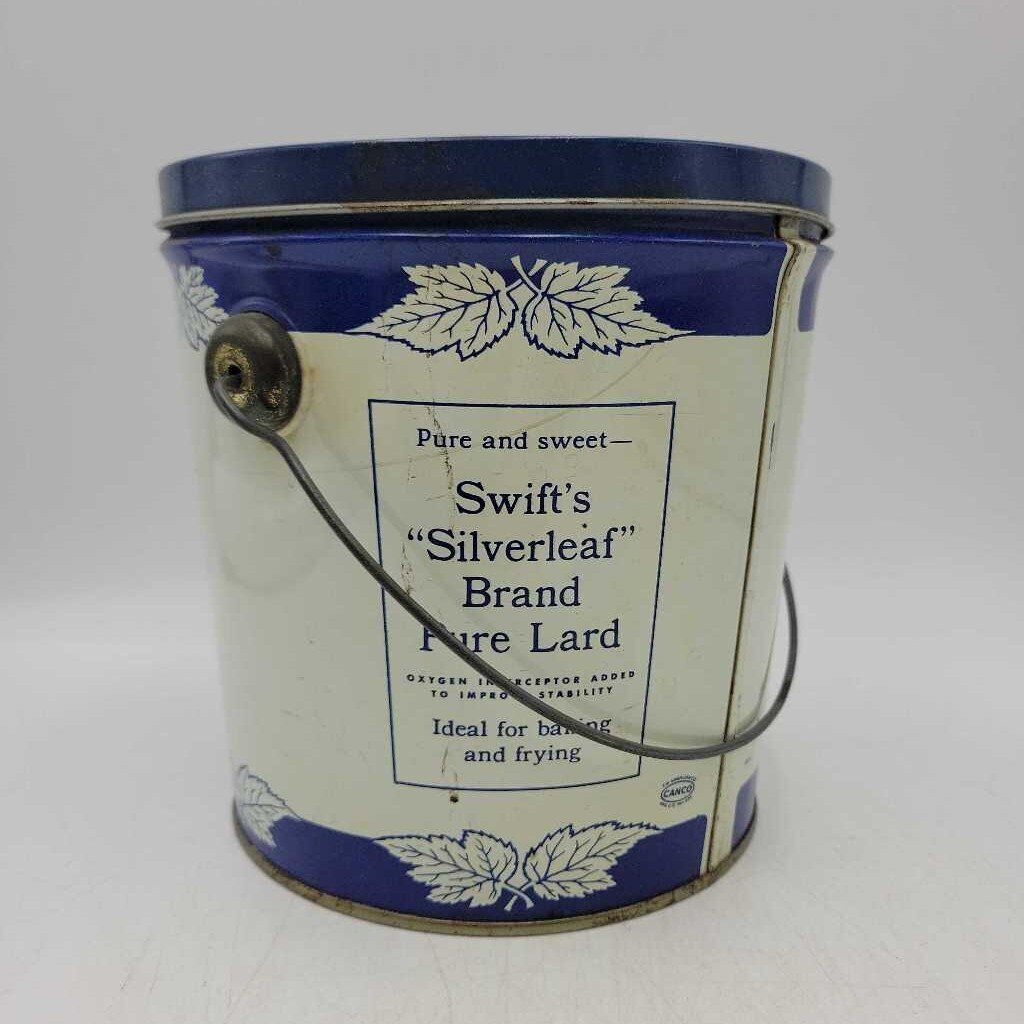 Pure and sweet—
Swift's
"Silverleaf"
Brand
Pure Lard
OXYGEN INTERCEPTOR ADDED
TO IMPROVE STABILITY
Ideal for baking
and frying
CANCO